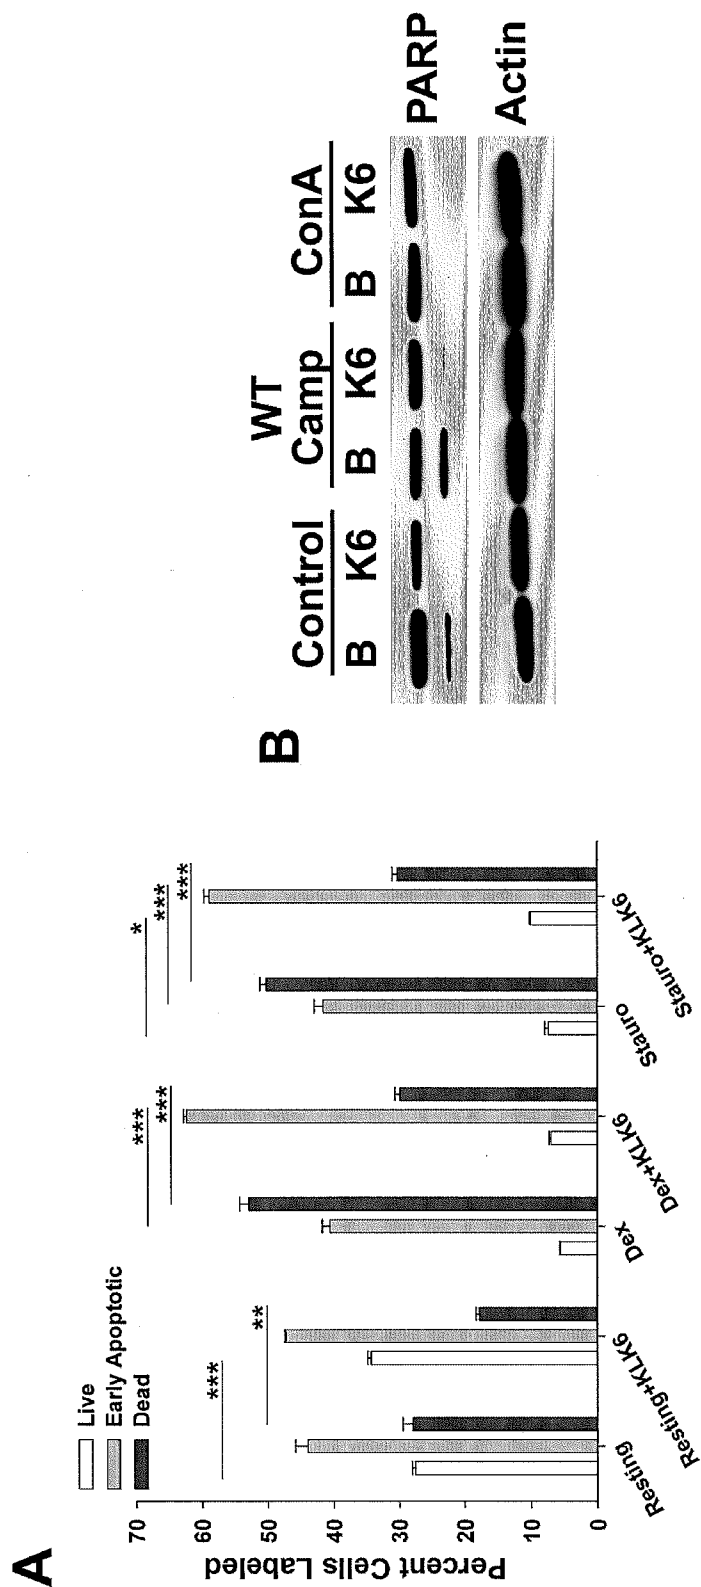 A
Live
Early Apoptotic
Dead
Percent Cells Labeled
70
60
50
40
30
20
10
0
***
**
***
***
*
***
***
Resting
Resting+KLK6
Dex
Dex+KLK6
Stauro
Stauro+KLK6
B
WT
Control Camp ConA
B K6 B K6 B K6
PARP
Actin